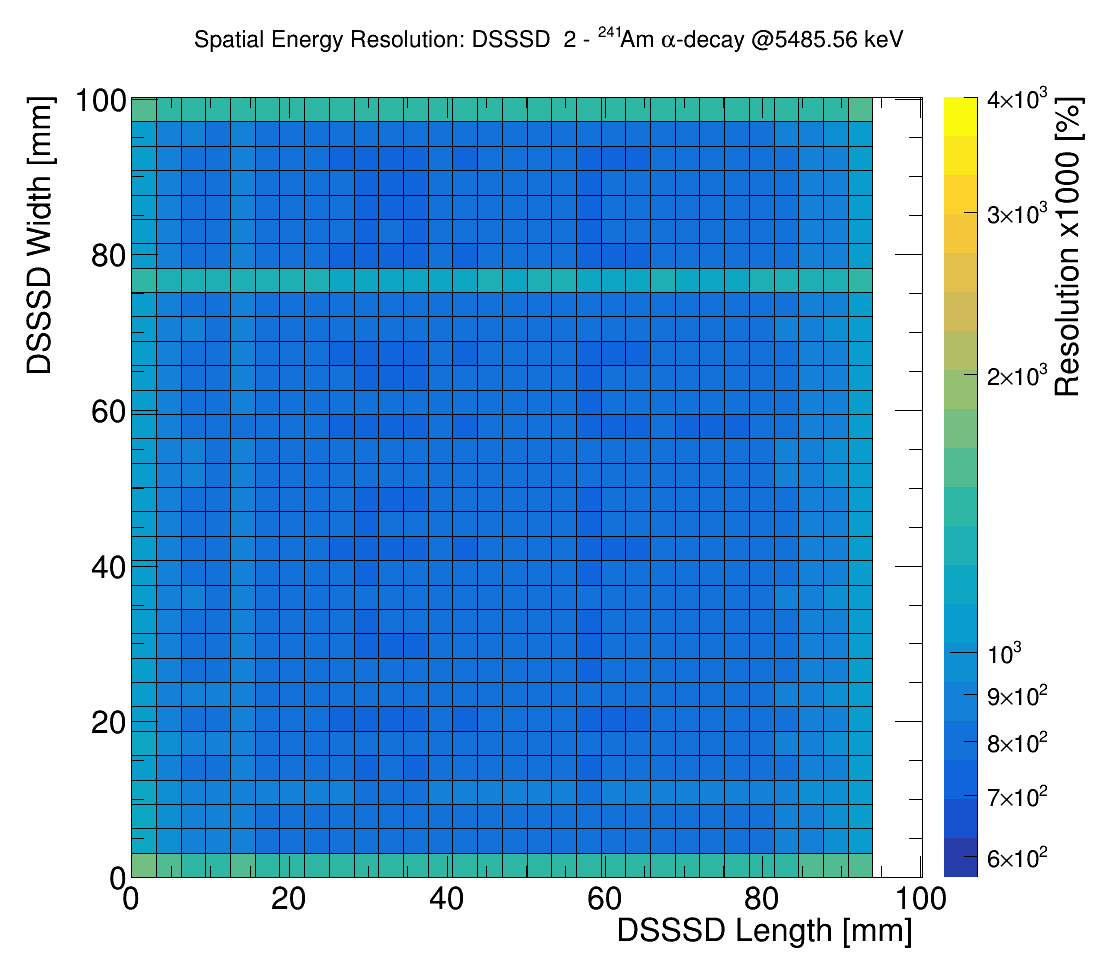 Spatial Energy Resolution: DSSSD 2 - ²⁴¹Am α-decay @5485.56 keV
DSSSD Width [mm]
100
80
60
40
20
0
0 20 40 60 80 100
DSSSD Length [mm]
4×10³
3×10³
2×10³
10³
9×10²
8×10²
7×10²
6×10²
Resolution x1000 [%]